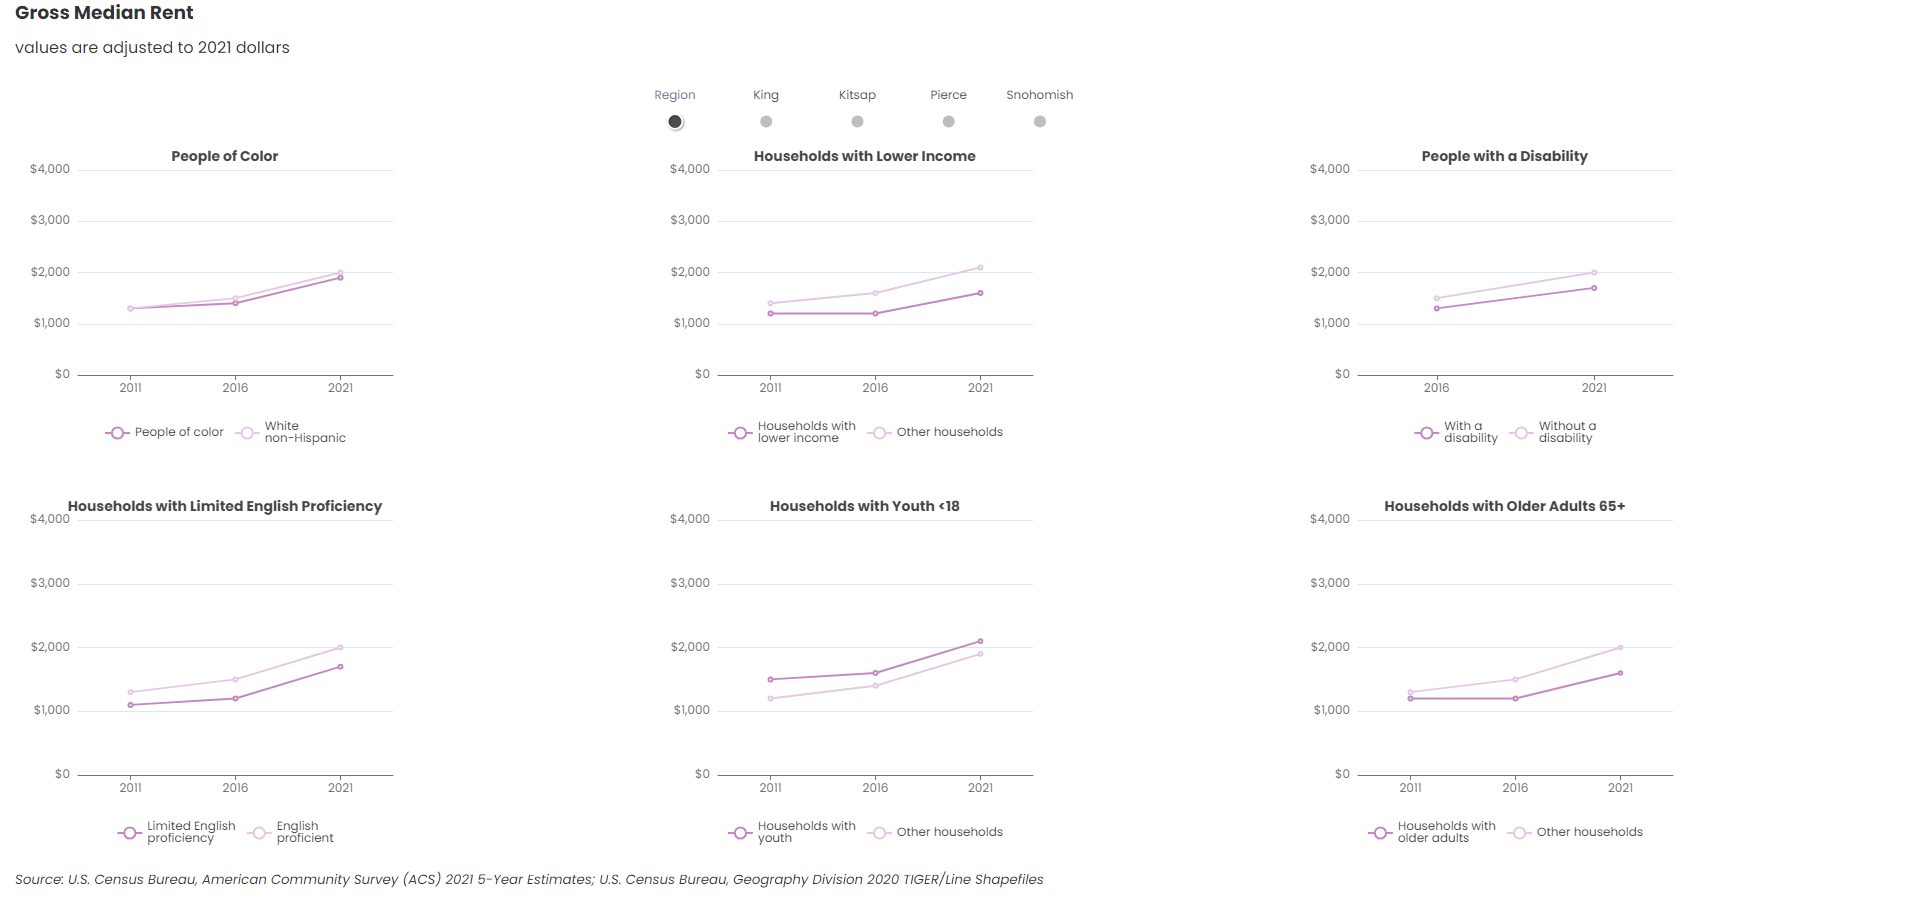 Gross Median Rent
values are adjusted to 2021 dollars
Region King Kitsap Pierce Snohomish
People of Color
$4,000
$3,000
$2,000
$1,000
$0
2011 2016 2021
People of color
White
non-Hispanic
Households with Lower Income
$4,000
$3,000
$2,000
$1,000
$0
2011 2016 2021
Households with
lower income
Other households
People with a Disability
$4,000
$3,000
$2,000
$1,000
$0
2016 2021
With a
disability
Without a
disability
Households with Limited English Proficiency
$4,000
$3,000
$2,000
$1,000
$0
2011 2016 2021
Limited English
proficiency
English
proficient
Households with Youth <18
$4,000
$3,000
$2,000
$1,000
$0
2011 2016 2021
Households with
youth
Other households
Households with Older Adults 65+
$4,000
$3,000
$2,000
$1,000
$0
2011 2016 2021
Households with
older adults
Other households
Source: U.S. Census Bureau, American Community Survey (ACS) 2021 5-Year Estimates; U.S. Census Bureau, Geography Division 2020 TIGER/Line Shapefiles